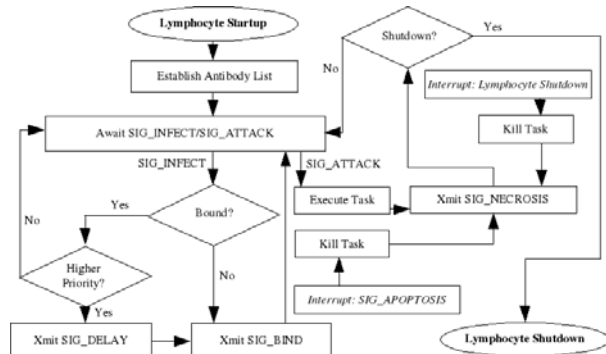 Lymphocyte Startup
Establish Antibody List
Await SIG_INFECT/SIG_ATTACK
SIG_INFECT
SIG_ATTACK
Bound?
Yes
No
Higher
Priority?
No
Yes
Xmit SIG_DELAY
Xmit SIG_BIND
Execute Task
Xmit SIG_NECROSIS
Kill Task
Interrupt: SIG_APOPTOSIS
Shutdown?
No
Yes
Interrupt: Lymphocyte Shutdown
Kill Task
Lymphocyte Shutdown